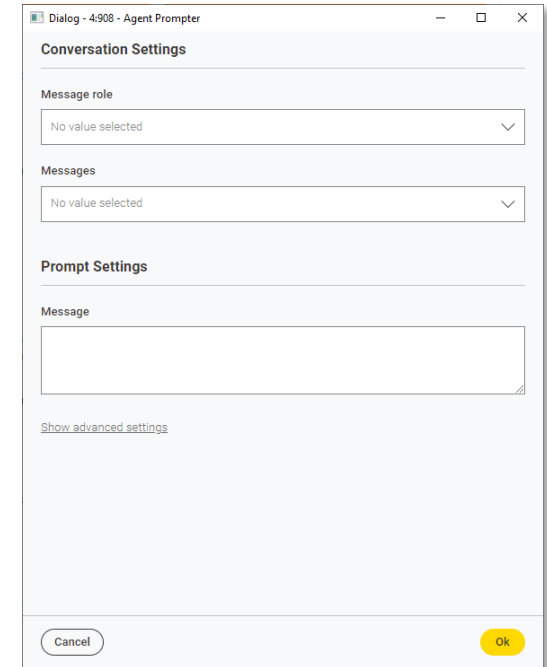 Dialog - 4:908 - Agent Prompter
Conversation Settings
Message role
No value selected
Messages
No value selected
Prompt Settings
Message
Show advanced settings
Cancel
Ok